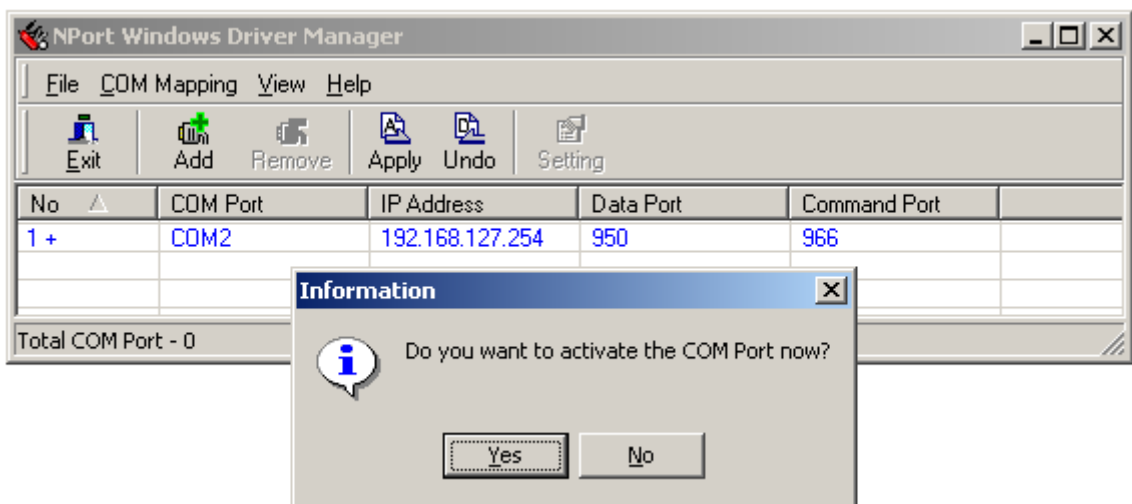 NPort Windows Driver Manager
File COM Mapping View Help
Exit Add Remove Apply Undo Setting
No COM Port IP Address Data Port Command Port
1 + COM2 192.168.127.254 950 966
Information
Total COM Port - 0
Do you want to activate the COM Port now?
Yes No